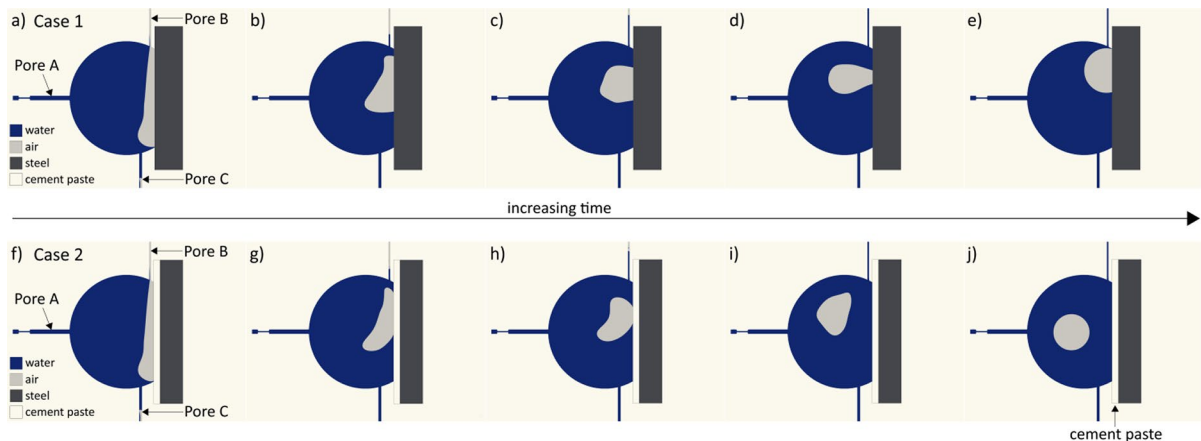 a) Case 1
Pore B
b)
c)
d)
e)
Pore A
water
air
steel
cement paste
Pore C
increasing time
f) Case 2
Pore B
g)
h)
i)
j)
Pore A
water
air
steel
cement paste
Pore C
cement paste